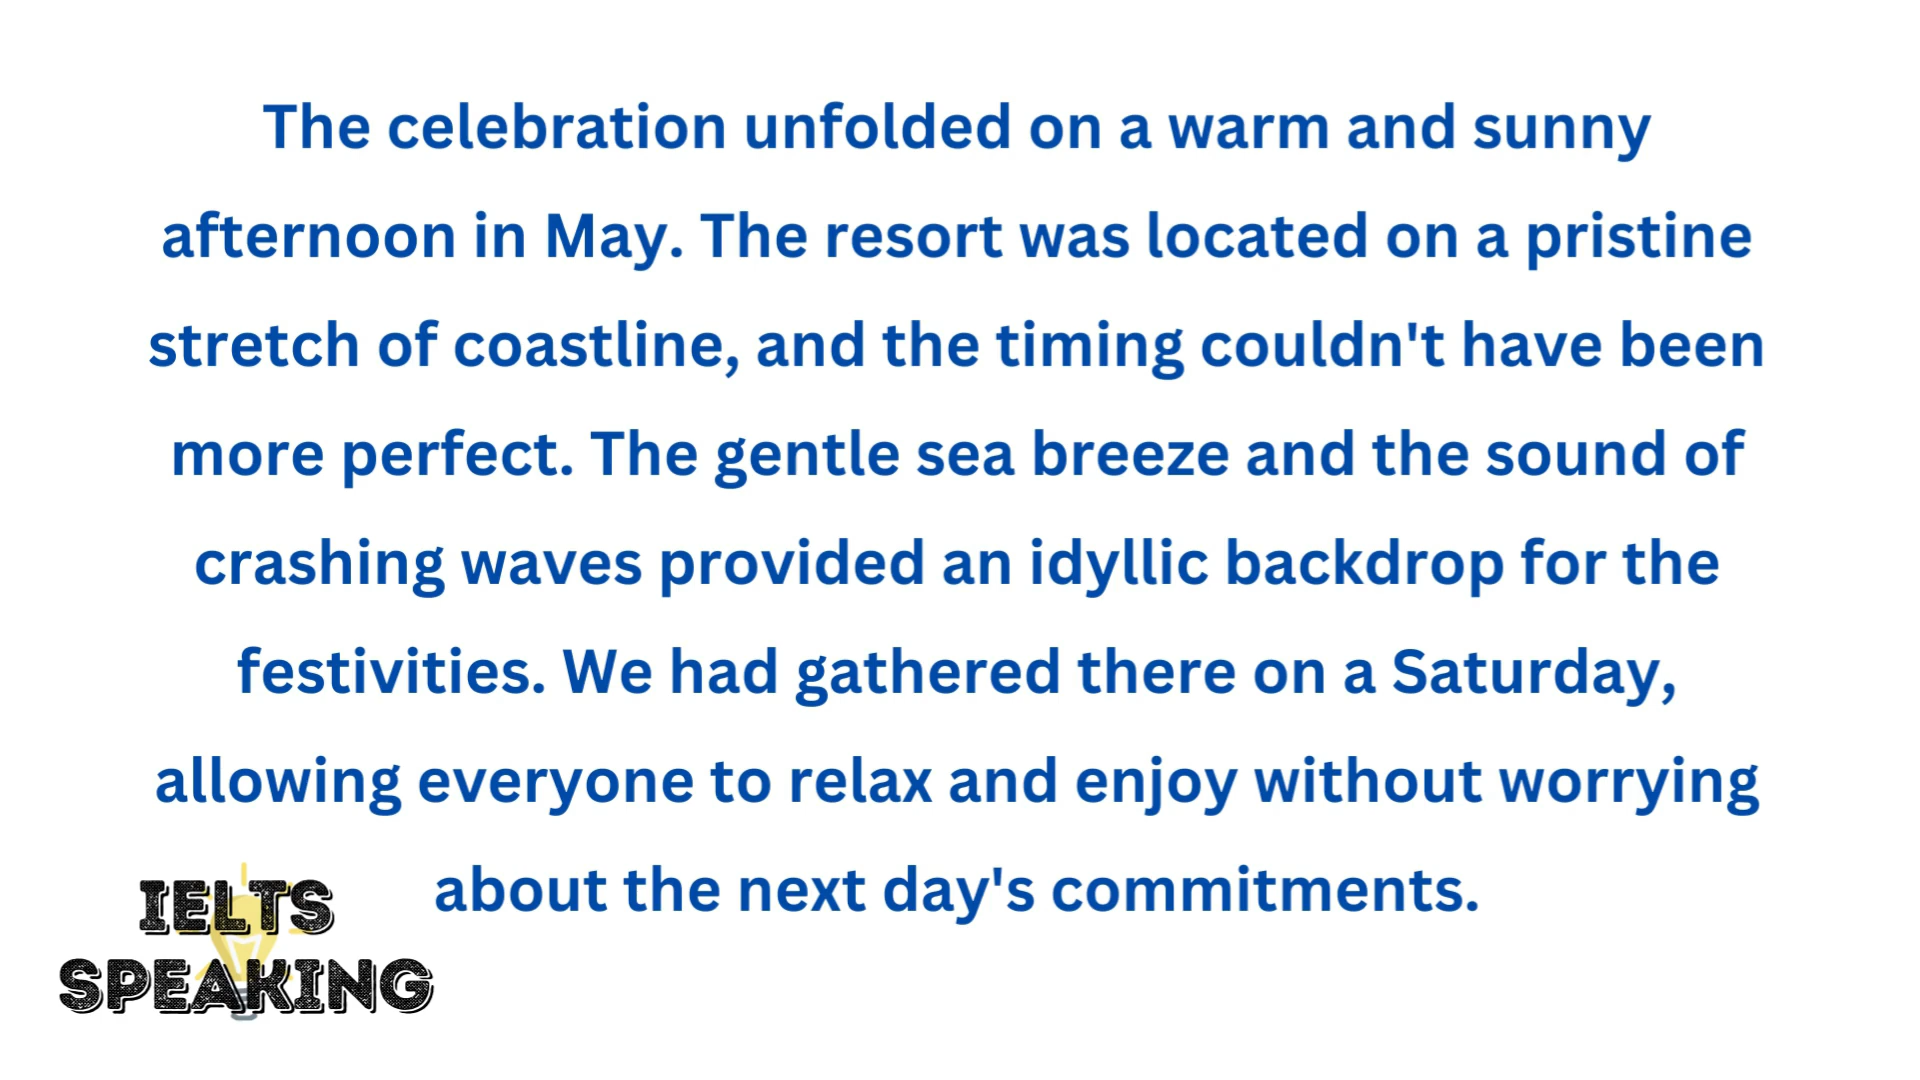 The celebration unfolded on a warm and sunny
afternoon in May. The resort was located on a pristine
stretch of coastline, and the timing couldn't have been
more perfect. The gentle sea breeze and the sound of
crashing waves provided an idyllic backdrop for the
festivities. We had gathered there on a Saturday,
allowing everyone to relax and enjoy without worrying
about the next day's commitments.
IELTS
SPEAKING